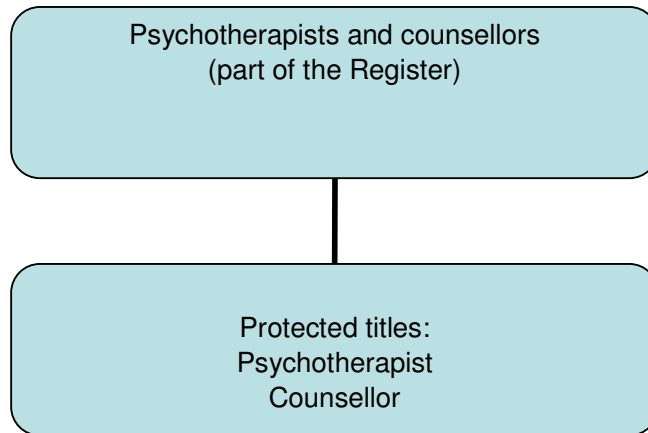 Psychotherapists and counsellors
(part of the Register)
Protected titles:
Psychotherapist
Counsellor